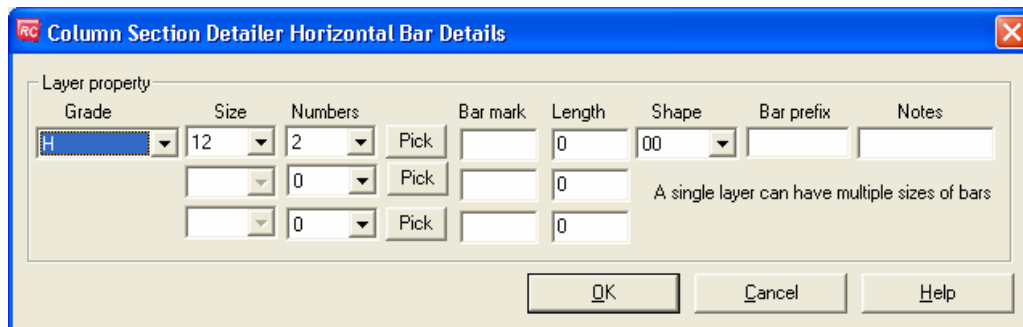 RC Column Section Detailer Horizontal Bar Details
Layer property
Grade Size Numbers Bar mark Length Shape Bar prefix Notes
H 12 2 Pick 0 00
0 Pick 0 A single layer can have multiple sizes of bars
0 Pick 0
OK Cancel Help